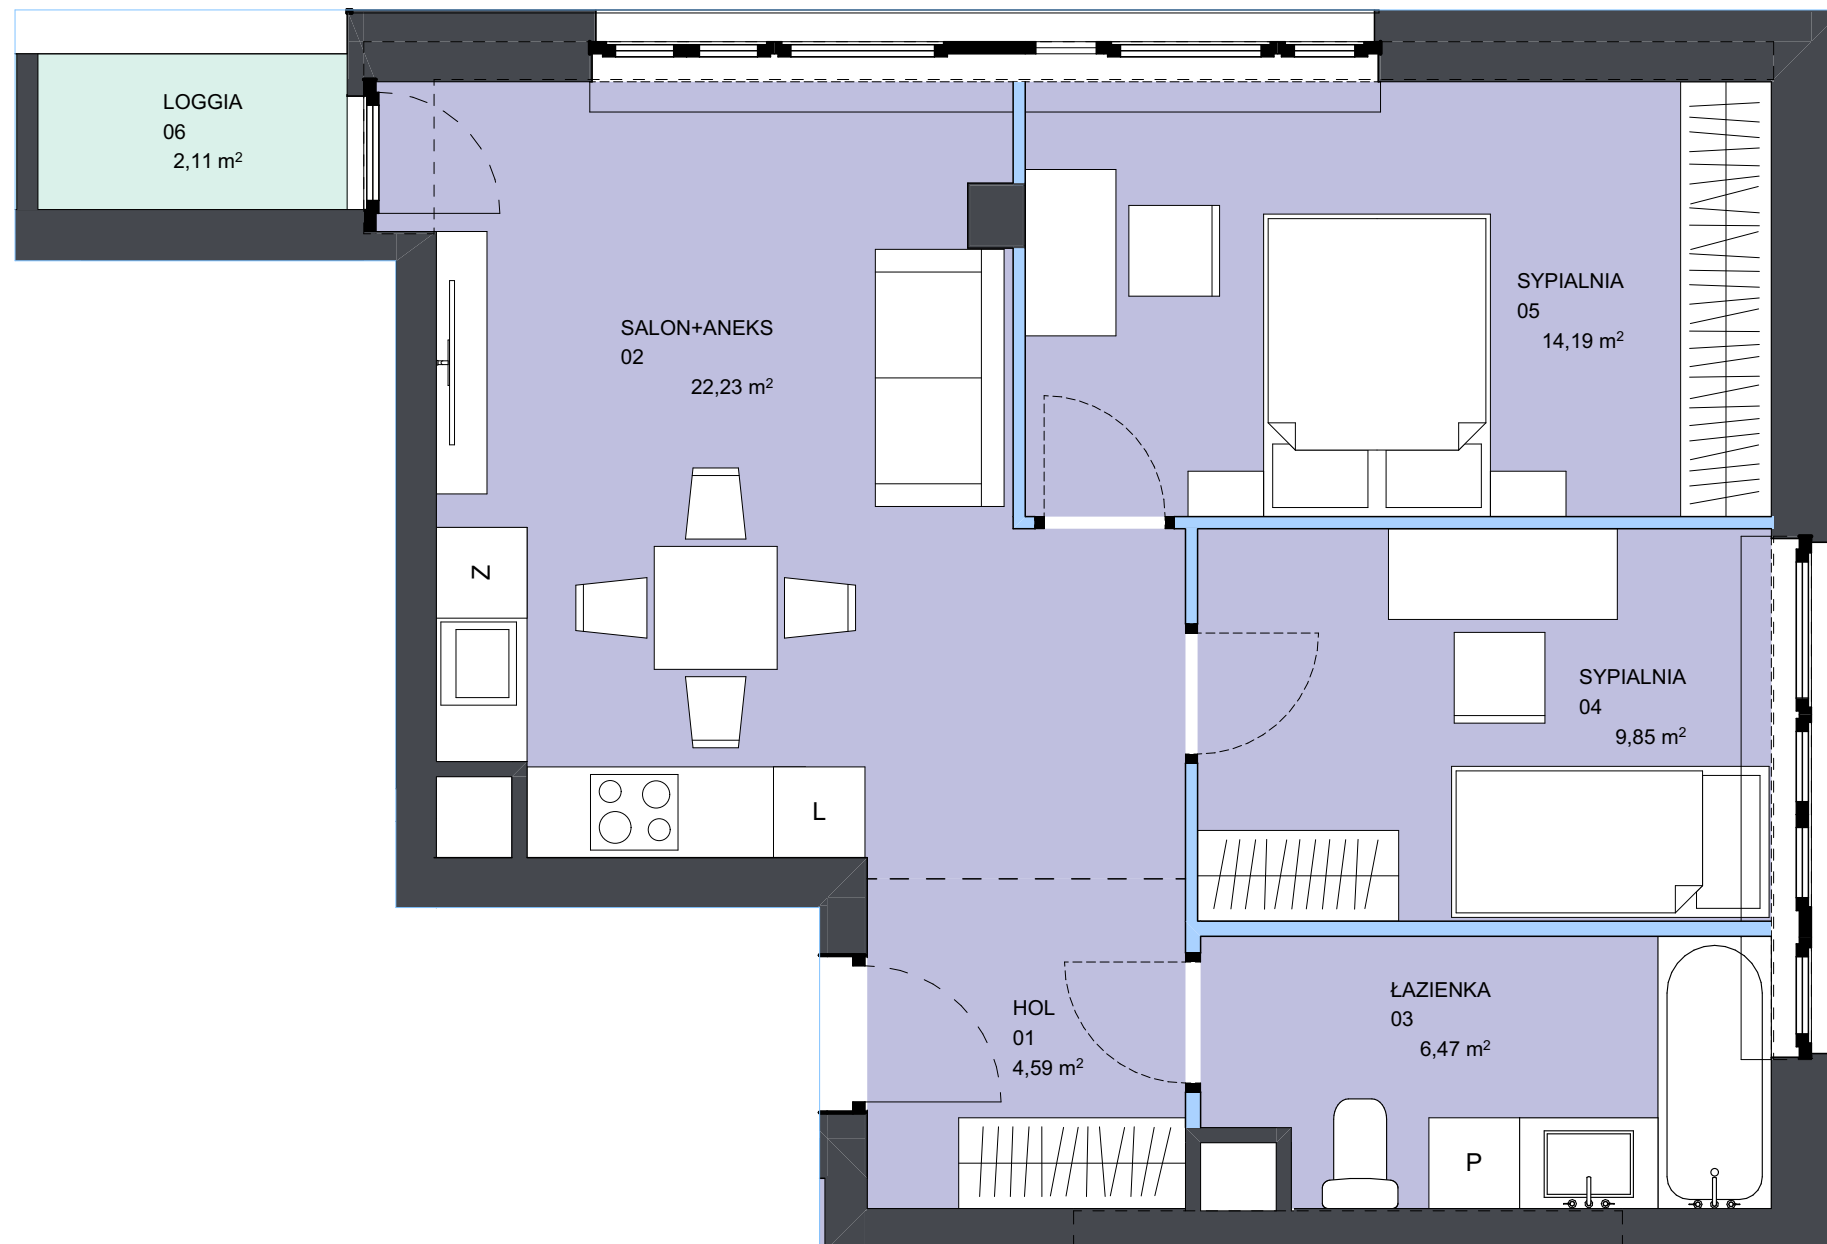 LOGGIA
06
2,11 m²
SALON+ANEKS
02
22,23 m²
SYPIALNIA
05
14,19 m²
Z
L
SYPIALNIA
04
9,85 m²
HOL
01
4,59 m²
ŁAZIENKA
03
6,47 m²
P